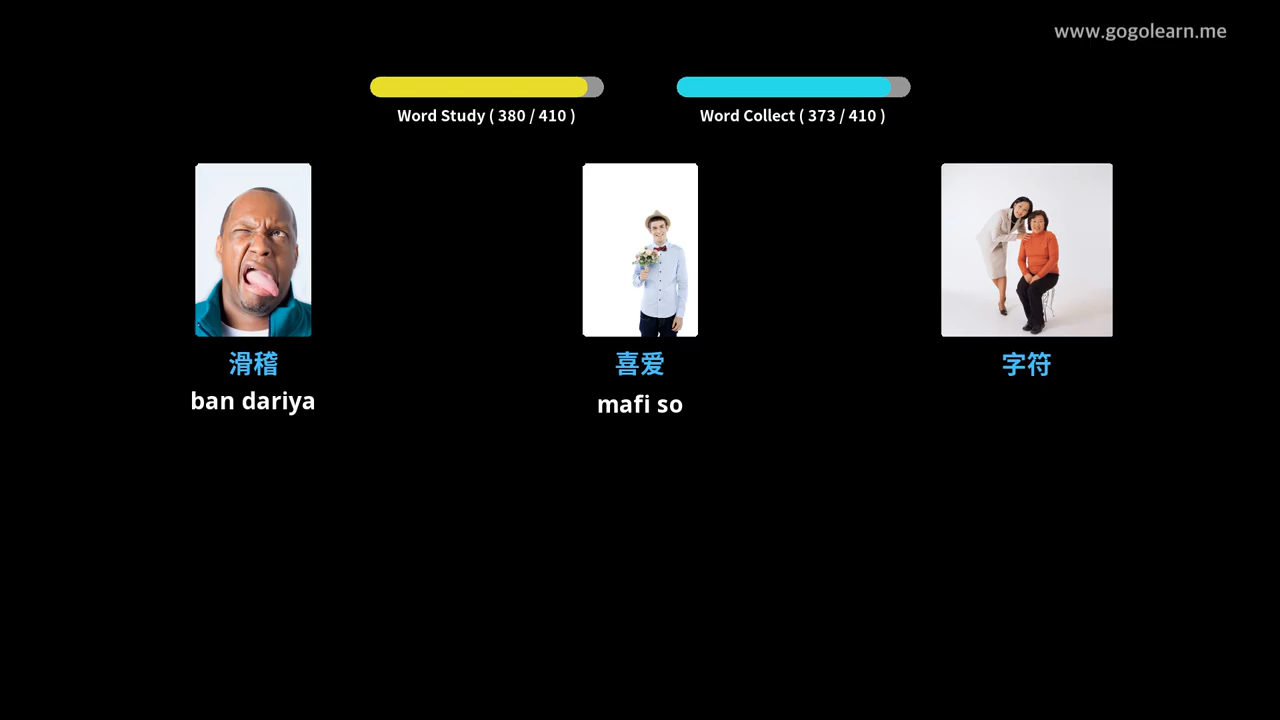 www.gogolearn.me
Word Study ( 380 / 410 )
Word Collect ( 373 / 410 )
滑稽
喜爱
字符
ban dariya
mafi so